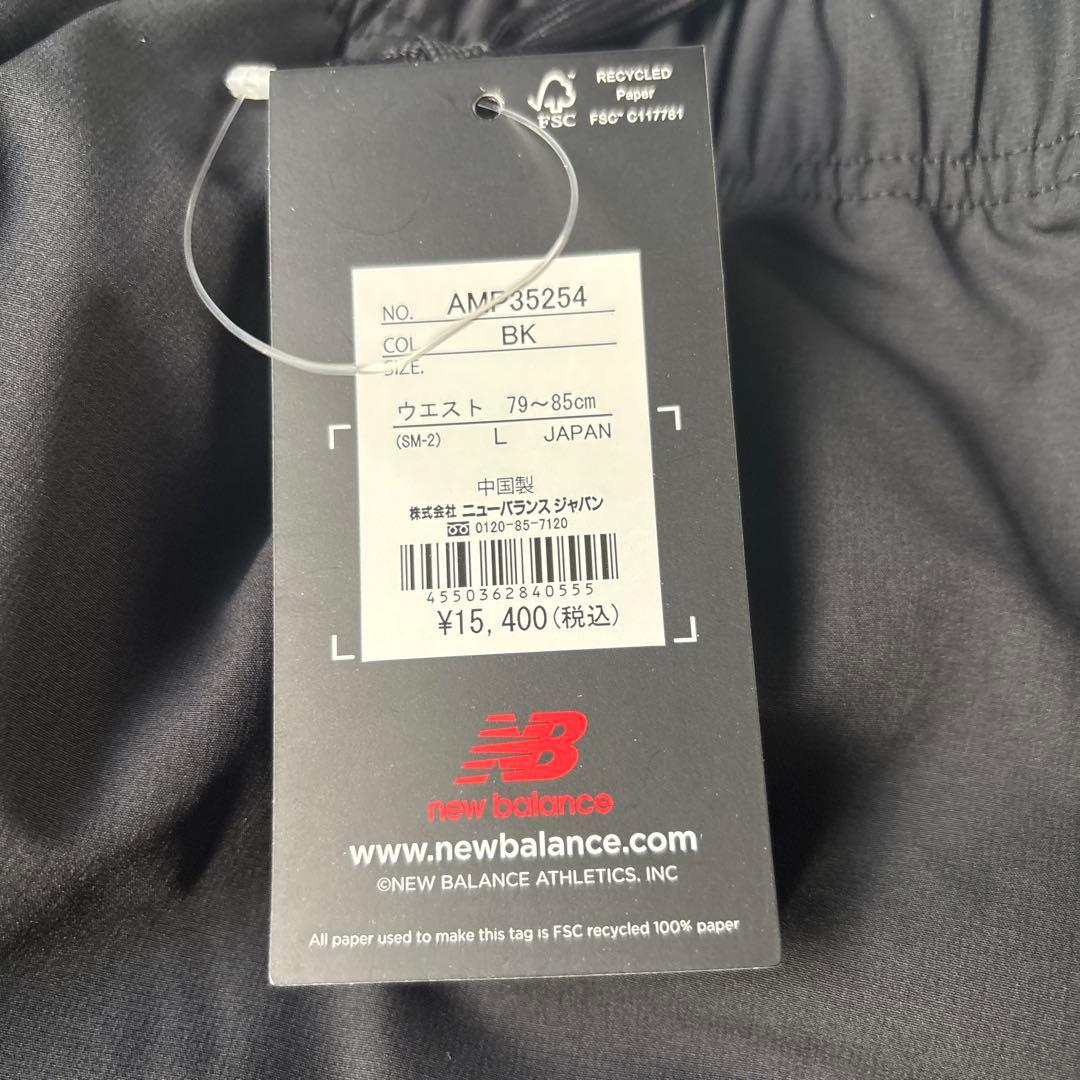 FSC
RECYCLED
Paper
FSC® C117761
NO. AMP35254
COL BK
SIZE.
ウエスト 79～85cm
(SM-2) L JAPAN
中国製
株式会社 ニューバランス ジャパン
0120-85-7120
4550362840555
¥15,400(税込)
NB
new balance
www.newbalance.com
©NEW BALANCE ATHLETICS. INC
All paper used to make this tag is FSC recycled 100% paper